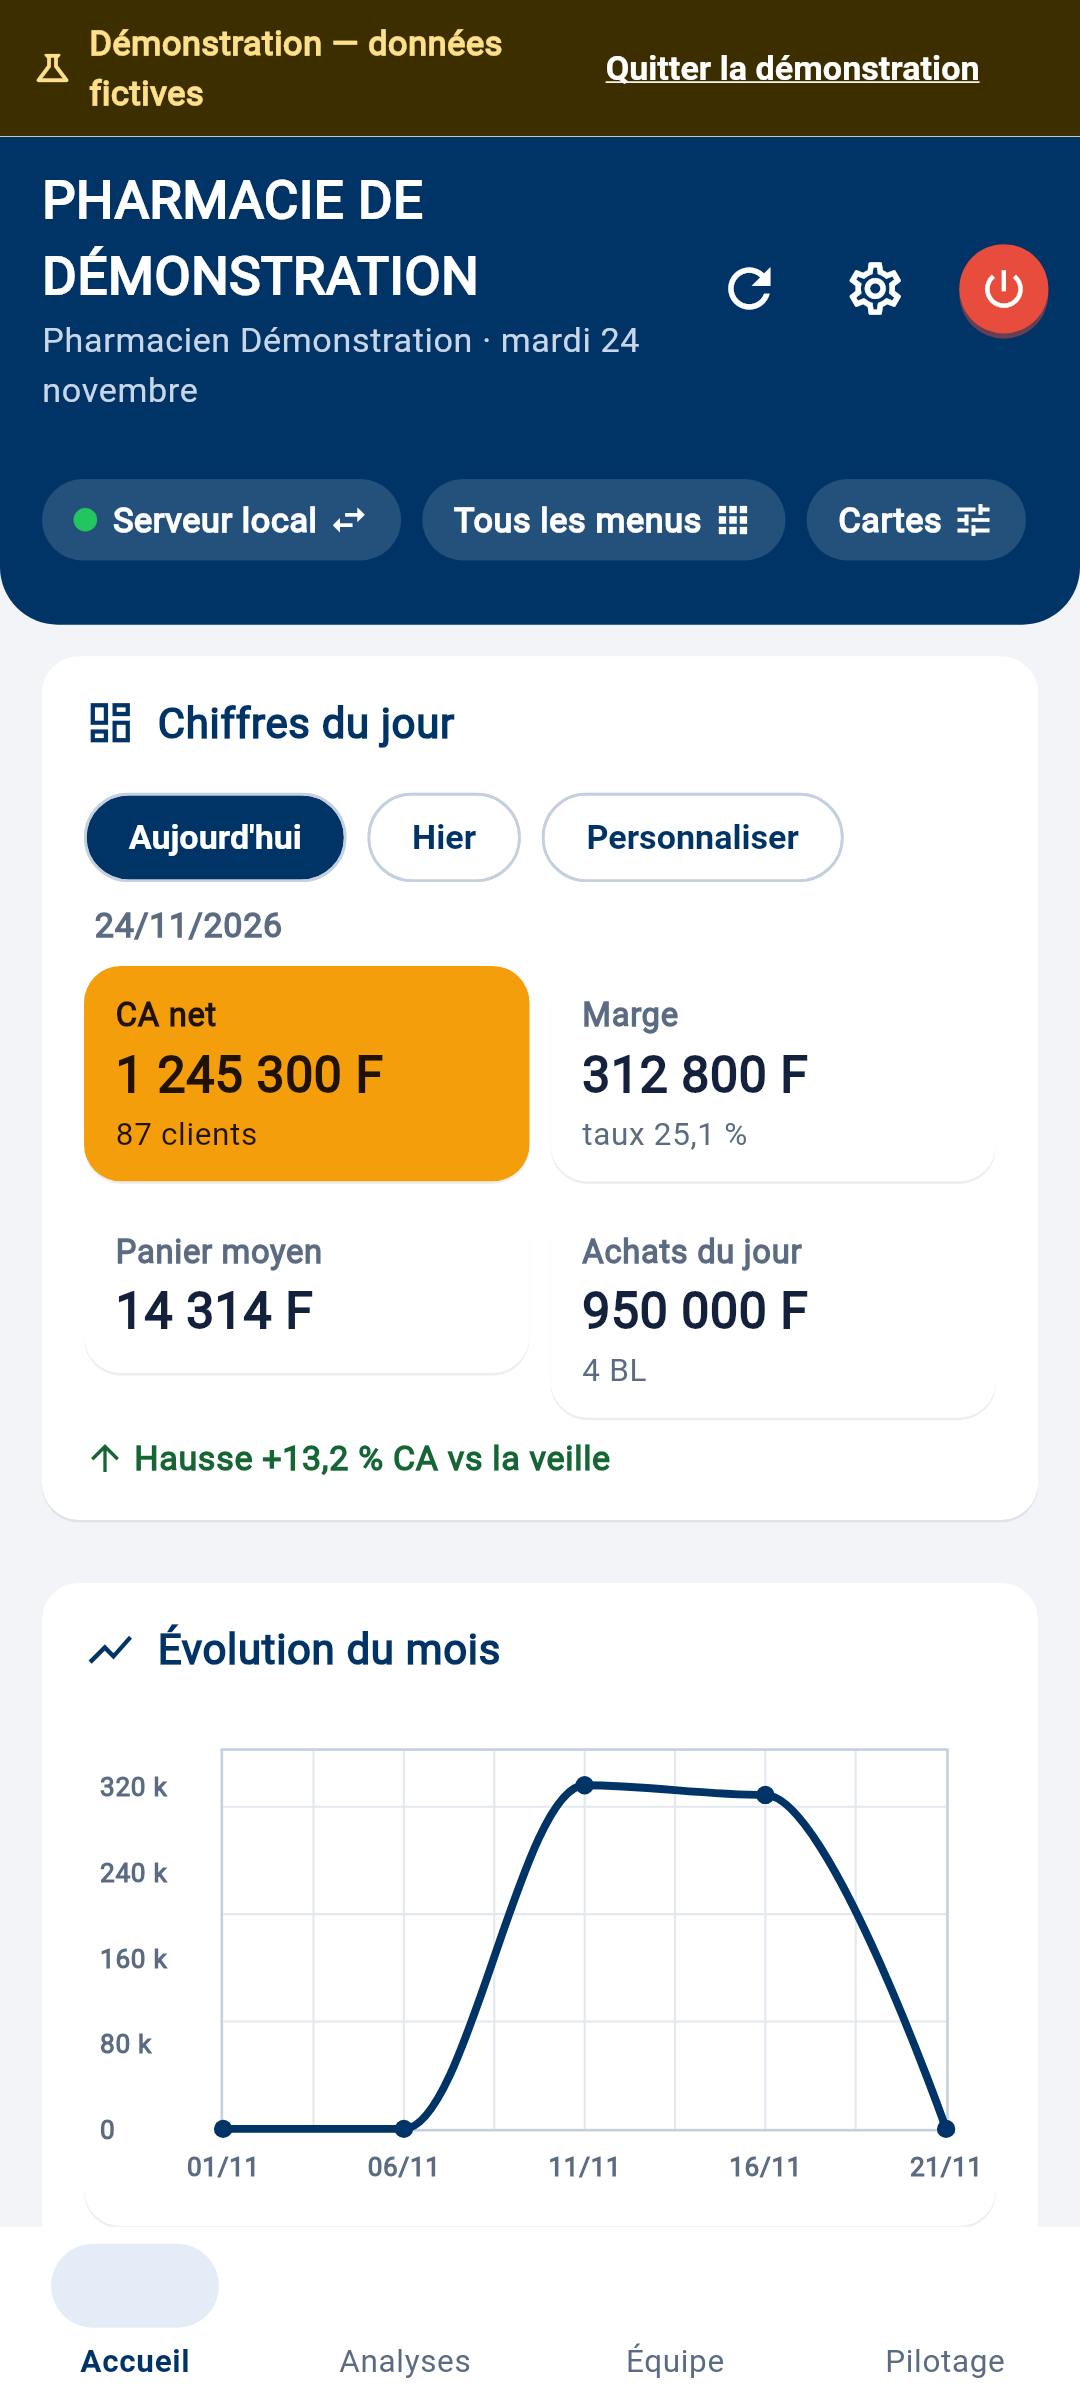 Démonstration — données
fictives
Quitter la démonstration
PHARMACIE DE
DÉMONSTRATION
Pharmacien Démonstration · mardi 24
novembre
Serveur local
Tous les menus
Cartes
Chiffres du jour
Aujourd'hui
Hier
Personnaliser
24/11/2026
CA net
1 245 300 F
87 clients
Marge
312 800 F
taux 25,1 %
Panier moyen
14 314 F
Achats du jour
950 000 F
4 BL
Hausse +13,2 % CA vs la veille
Évolution du mois
320 k
240 k
160 k
80 k
0
01/11
06/11
11/11
16/11
21/11
Accueil
Analyses
Équipe
Pilotage